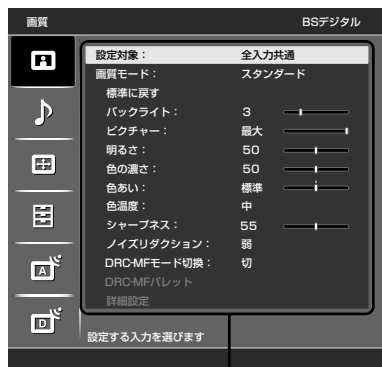 画質 BSデジタル
設定対象： 全入力共通
画質モード： スタンダード
標準に戻す
バックライト： 3
ピクチャー： 最大
明るさ： 50
色の濃さ： 50
色あい： 標準
色温度： 中
シャープネス： 55
ノイズリダクション： 弱
DRC-MFモード切換： 切
DRC-MFパレット
詳細設定
A
D
設定する入力を選びます